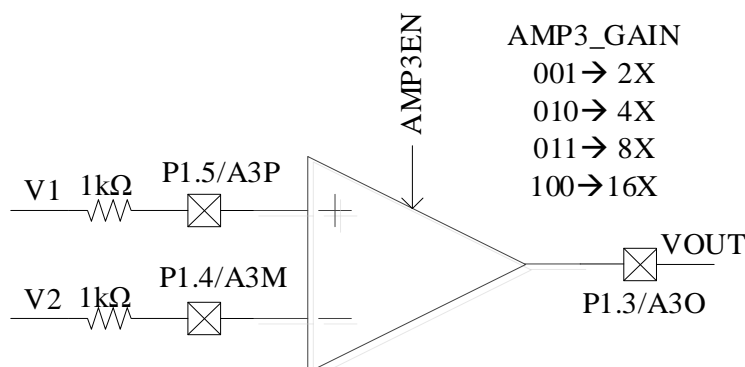 AMP3_GAIN
001→ 2X
010→ 4X
011→ 8X
100→16X
AMP3EN
V1 1kΩ P1.5/A3P
V2 1kΩ P1.4/A3M
VOUT
P1.3/A3O